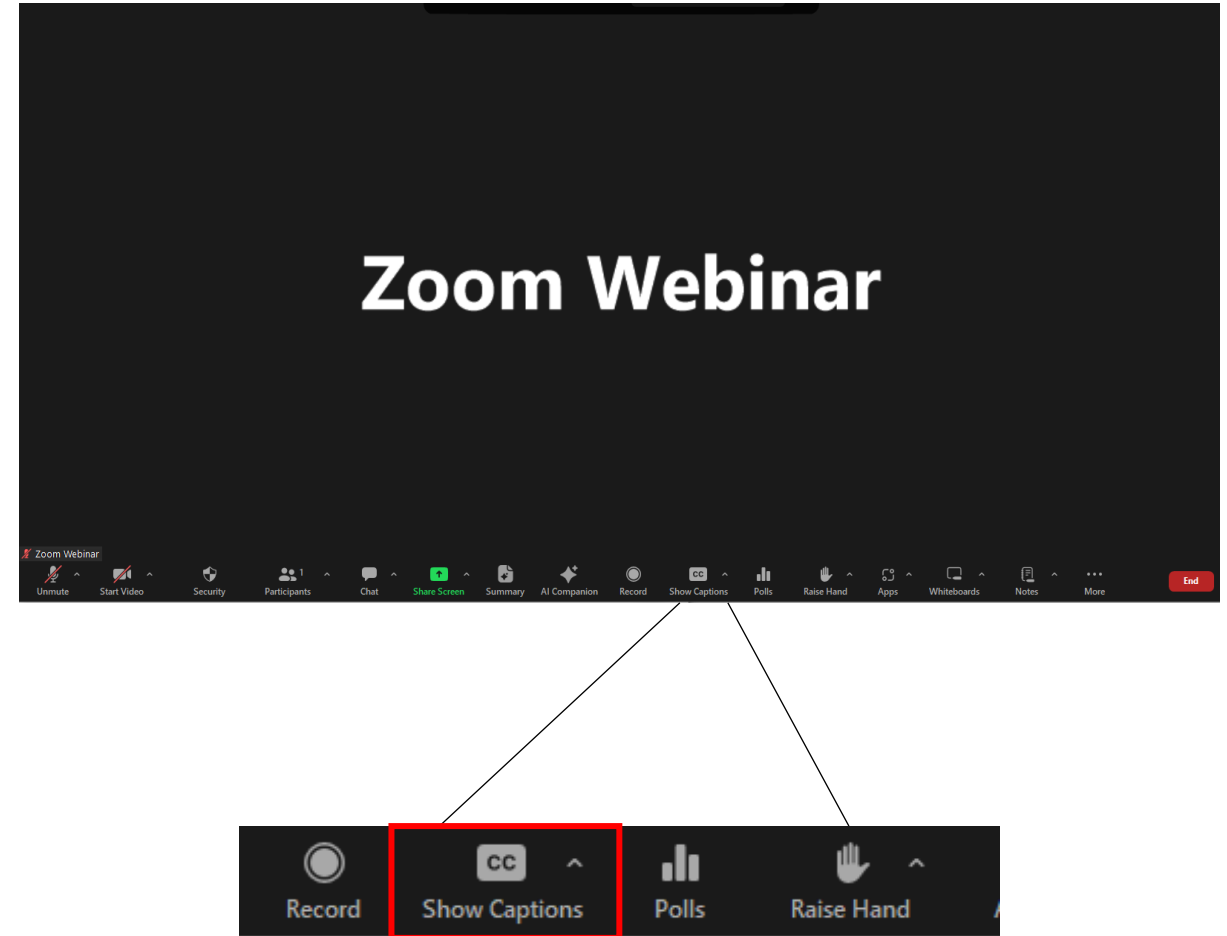 Zoom Webinar
Zoom Webinar
1
Unmute Start Video Security Participants Chat Share Screen Summary AI Companion Record CC Show Captions Polls Raise Hand Apps Whiteboards Notes More End
CC
Record Show Captions Polls Raise Hand